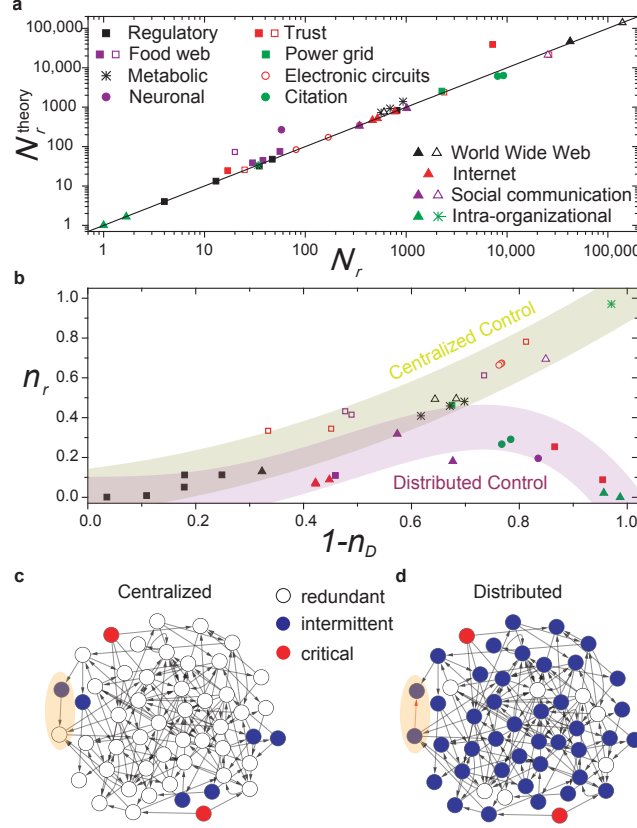 a
N_r^theory
100,000
10,000
1000
100
10
1
Regulatory
Food web
Metabolic
Neuronal
Trust
Power grid
Electronic circuits
Citation
World Wide Web
Internet
Social communication
Intra-organizational
1 10 100 1000 10,000 100,000
N_r
b
n_r
1.0
0.8
0.6
0.4
0.2
0.0
Centralized Control
Distributed Control
0.0 0.2 0.4 0.6 0.8 1.0
1-n_D
c Centralized
redundant
intermittent
critical
d Distributed